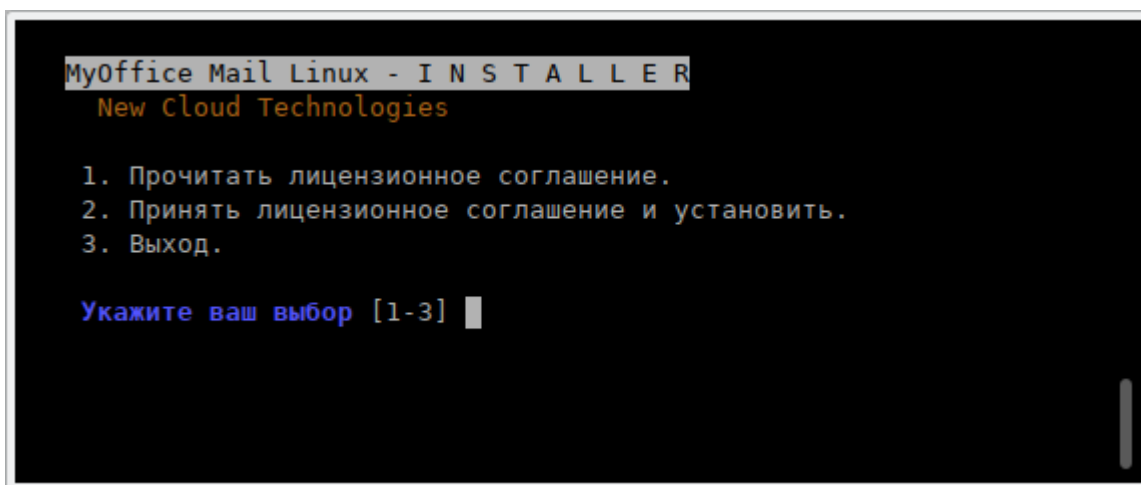 MyOffice Mail Linux - I N S T A L L E R
New Cloud Technologies
1. Прочитать лицензионное соглашение.
2. Принять лицензионное соглашение и установить.
3. Выход.
Укажите ваш выбор [1-3]